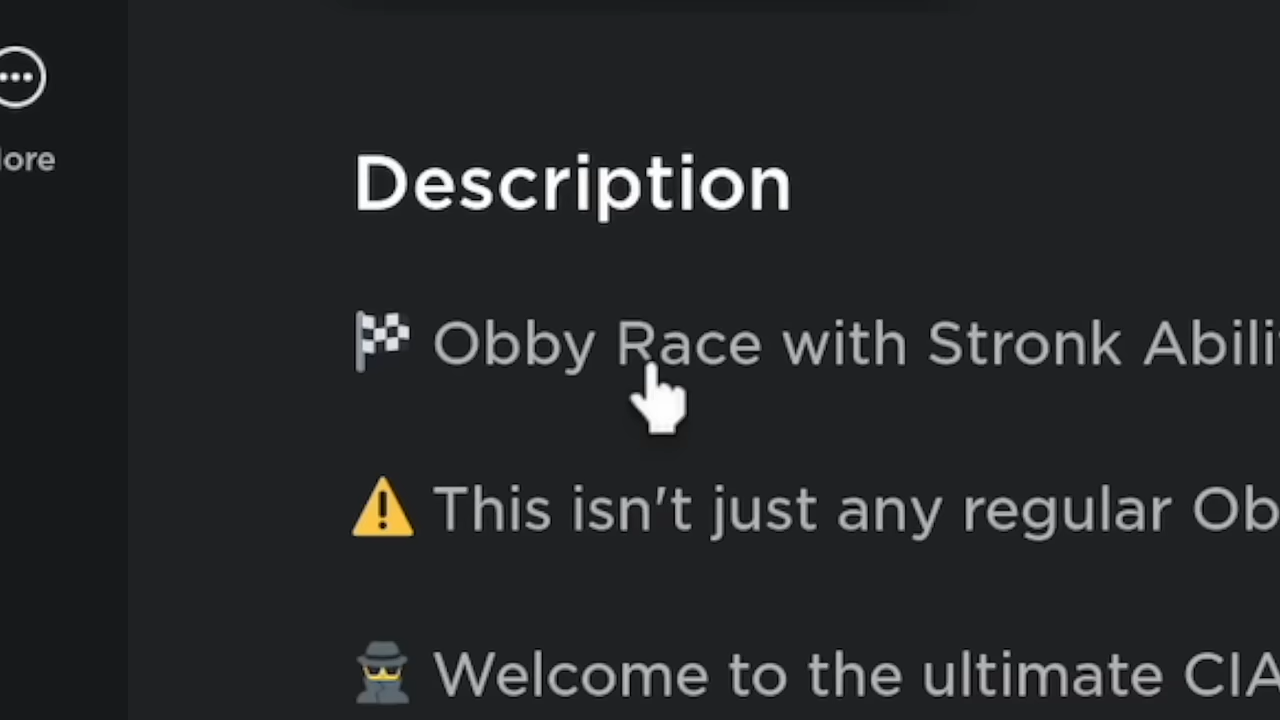 lore
Description
Obby Race with Stronk Abili
This isn't just any regular Ob
Welcome to the ultimate CIA